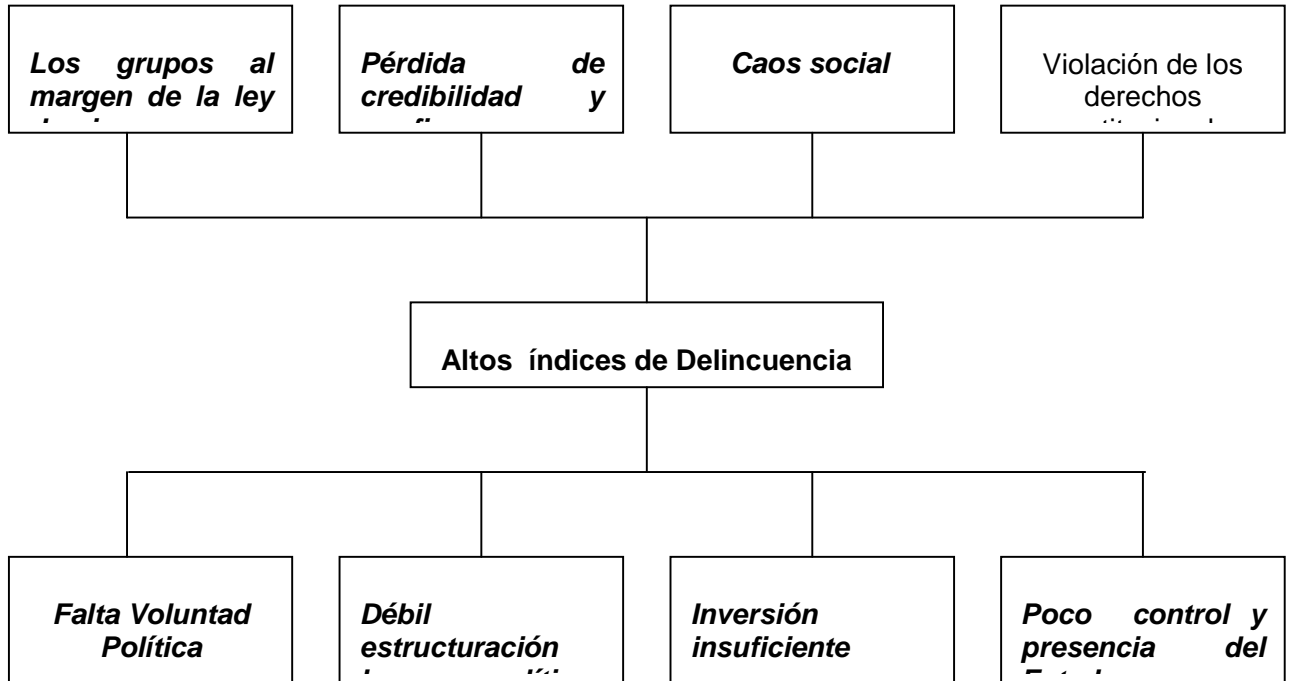 Los grupos al
margen de la ley
Pérdida de
credibilidad y
Caos social
Violación de los
derechos
Altos índices de Delincuencia
Falta Voluntad
Política
Débil
estructuración
Inversión
insuficiente
Poco control y
presencia del